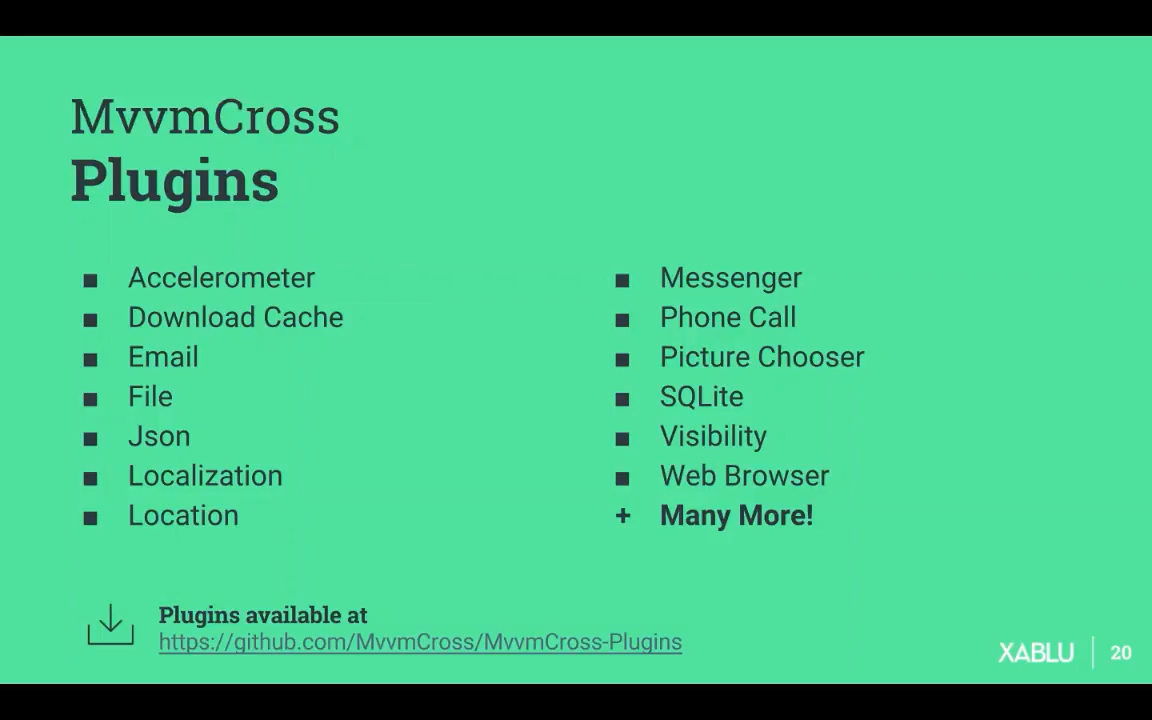 MvvmCross
Plugins
■ Accelerometer
■ Download Cache
■ Email
■ File
■ Json
■ Localization
■ Location
■ Messenger
■ Phone Call
■ Picture Chooser
■ SQLite
■ Visibility
■ Web Browser
+ Many More!
Plugins available at
https://github.com/MvvmCross/MvvmCross-Plugins
XABLU | 20